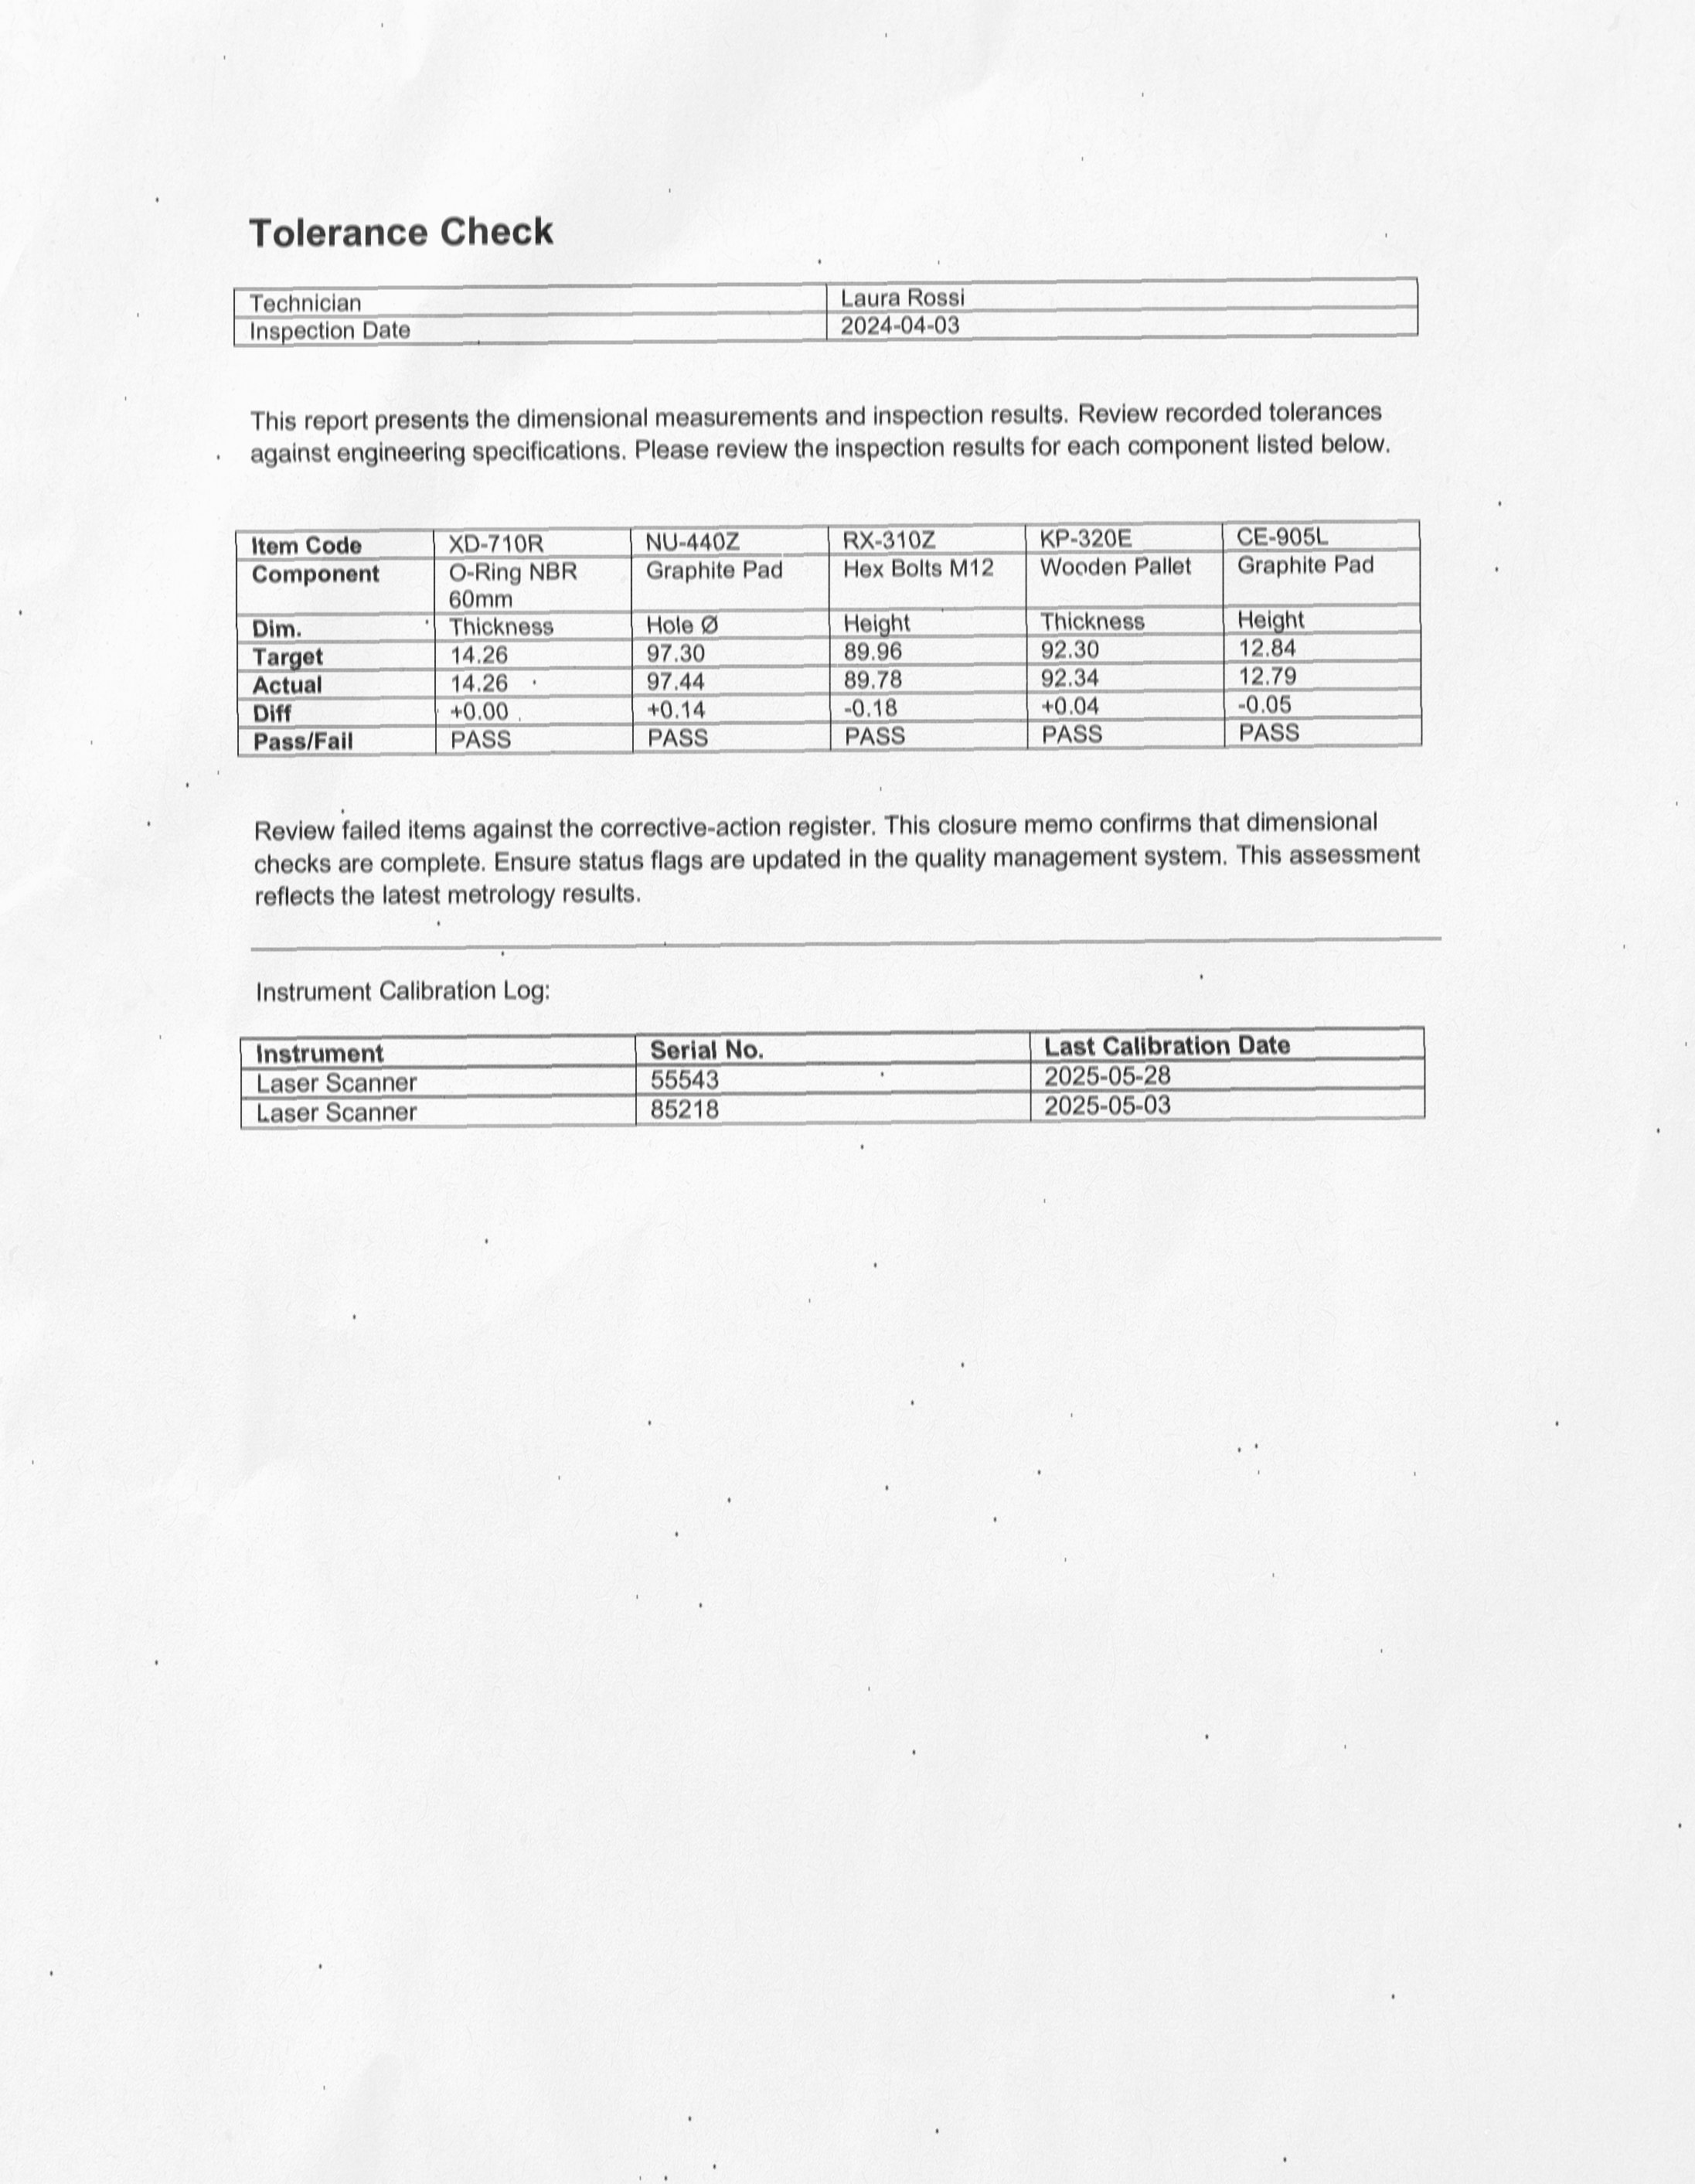 Tolerance Check
Technician Laura Rossi
Inspection Date 2024-04-03
This report presents the dimensional measurements and inspection results. Review recorded tolerances
against engineering specifications. Please review the inspection results for each component listed below.
Item Code XD-710R NU-440Z RX-310Z KP-320E CE-905L
Component O-Ring NBR Graphite Pad Hex Bolts M12 Wooden Pallet Graphite Pad
60mm
Dim. Thickness Hole Ø Height Thickness Height
Target 14.26 97.30 89.96 92.30 12.84
Actual 14.26 97.44 89.78 92.34 12.79
Diff +0.00 +0.14 -0.18 +0.04 -0.05
Pass/Fail PASS PASS PASS PASS PASS
Review failed items against the corrective-action register. This closure memo confirms that dimensional
checks are complete. Ensure status flags are updated in the quality management system. This assessment
reflects the latest metrology results.
Instrument Calibration Log:
Instrument Serial No. Last Calibration Date
Laser Scanner 55543 2025-05-28
Laser Scanner 85218 2025-05-03